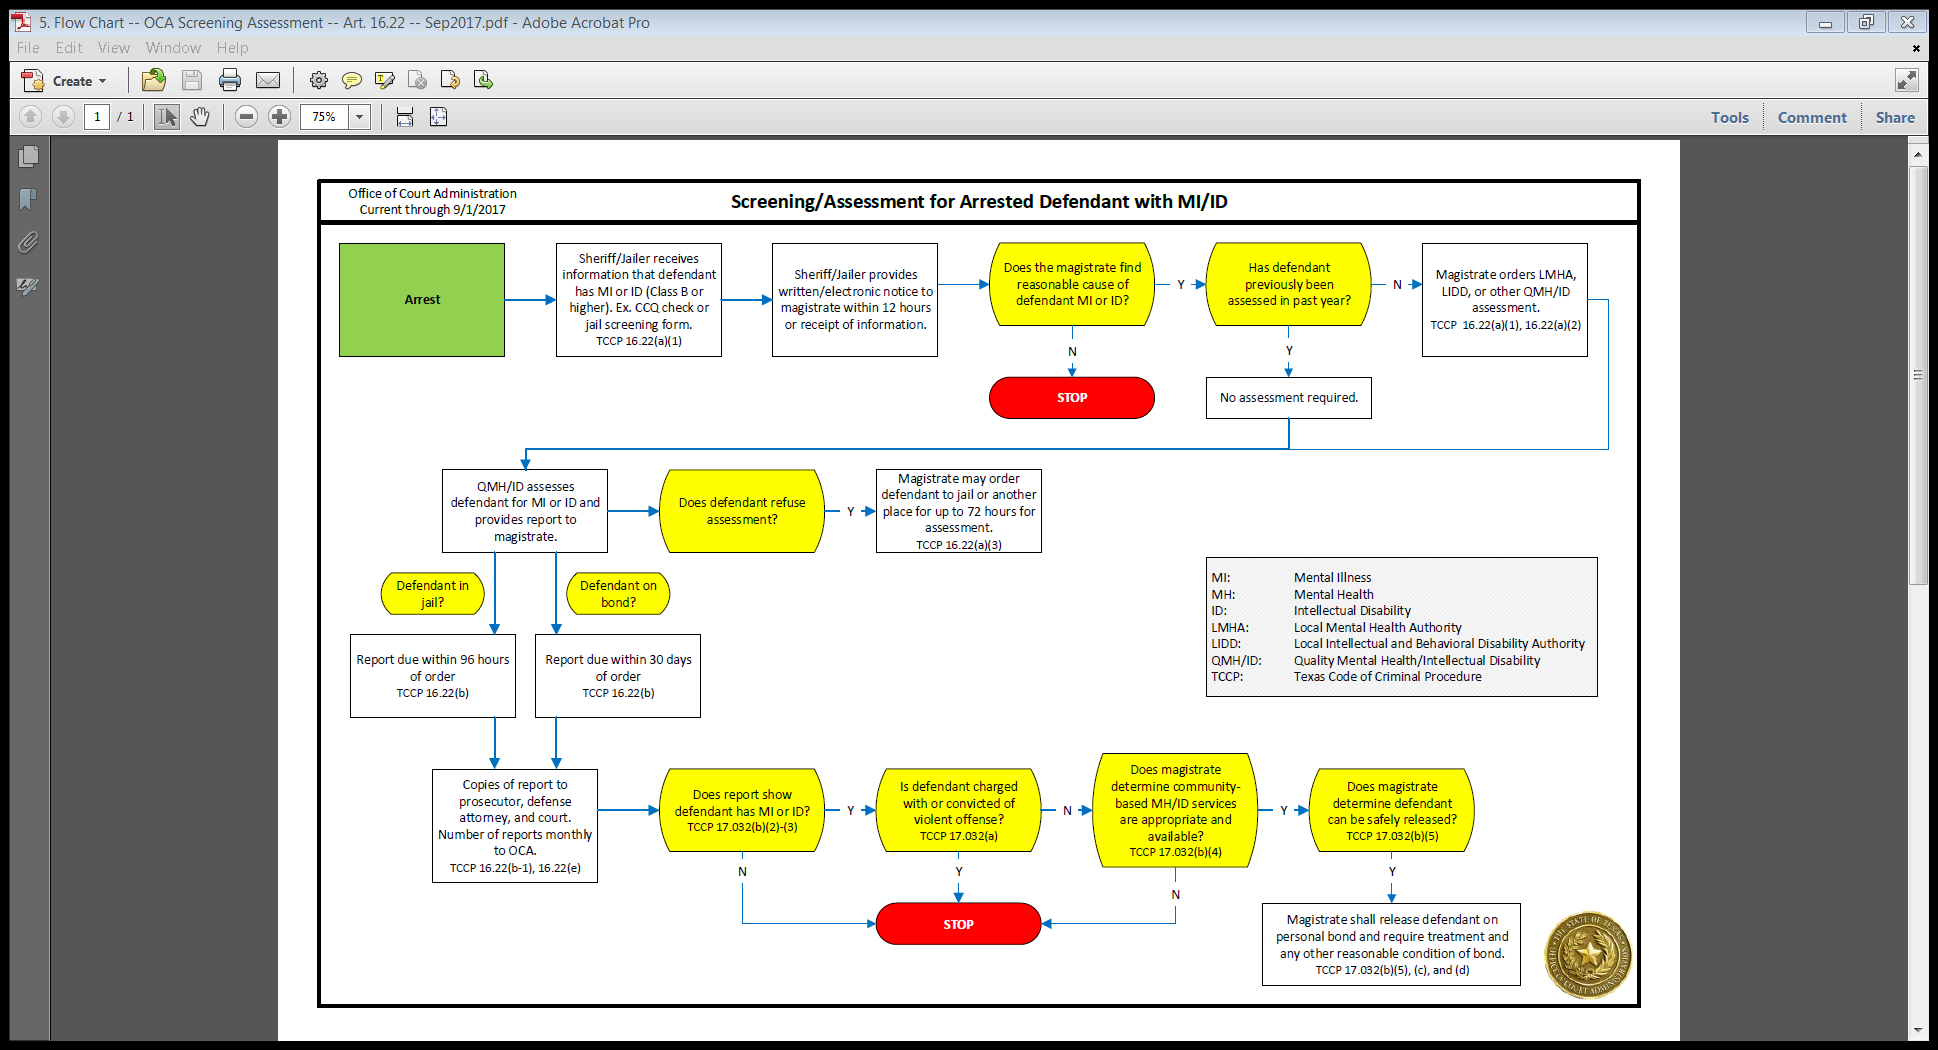 5. Flow Chart -- OCA Screening Assessment -- Art. 16.22 -- Sep2017.pdf - Adobe Acrobat Pro
File Edit View Window Help
Create
1 / 1
75%
Tools
Comment
Share
Office of Court Administration
Current through 9/1/2017
Screening/Assessment for Arrested Defendant with MI/ID
Arrest
Sheriff/Jailer receives
information that defendant
has MI or ID (Class B or
higher). Ex. CCQ check or
jail screening form.
TCCP 16.22(a)(1)
Sheriff/Jailer provides
written/electronic notice to
magistrate within 12 hours
or receipt of information.
Does the magistrate find
reasonable cause of
defendant MI or ID?
Y
Has defendant
previously been
assessed in past year?
N
Magistrate orders LMHA,
LIDD, or other QMH/ID
assessment.
TCCP 16.22(a)(1), 16.22(a)(2)
N
Y
STOP
No assessment required.
QMH/ID assesses
defendant for MI or ID and
provides report to
magistrate.
Does defendant refuse
assessment?
Y
Magistrate may order
defendant to jail or another
place for up to 72 hours for
assessment.
TCCP 16.22(a)(3)
Defendant in
jail?
Defendant on
bond?
MI: Mental Illness
MH: Mental Health
ID: Intellectual Disability
LMHA: Local Mental Health Authority
LIDD: Local Intellectual and Behavioral Disability Authority
QMH/ID: Quality Mental Health/Intellectual Disability
TCCP: Texas Code of Criminal Procedure
Report due within 96 hours
of order
TCCP 16.22(b)
Report due within 30 days
of order
TCCP 16.22(b)
Copies of report to
prosecutor, defense
attorney, and court.
Number of reports monthly
to OCA.
TCCP 16.22(b-1), 16.22(e)
Does report show
defendant has MI or ID?
TCCP 17.032(b)(2)-(3)
Y
Is defendant charged
with or convicted of
violent offense?
TCCP 17.032(a)
N
Does magistrate
determine community-
based MH/ID services
are appropriate and
available?
TCCP 17.032(b)(4)
Y
Does magistrate
determine defendant
can be safely released?
TCCP 17.032(b)(5)
N
Y
N
Y
STOP
Magistrate shall release defendant on
personal bond and require treatment and
any other reasonable condition of bond.
TCCP 17.032(b)(5), (c), and (d)
THE STATE OF TEXAS
OFFICE OF COURT ADMINISTRATION